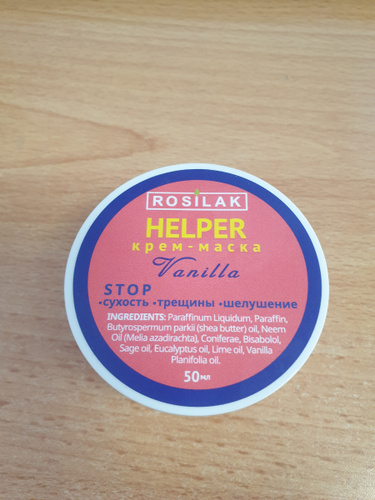 ROSILAK
HELPER
крем-маска
Vanilla
STOP
•сухость •трещины •шелушение
INGREDIENTS: Paraffinum Liquidum, Paraffin,
Butyrospermum parkii (shea butter) oil, Neem
Oil (Melia azadirachta), Coniferae, Bisabolol,
Sage oil, Eucalyptus oil, Lime oil, Vanilla
Planifolia oil.
50мл